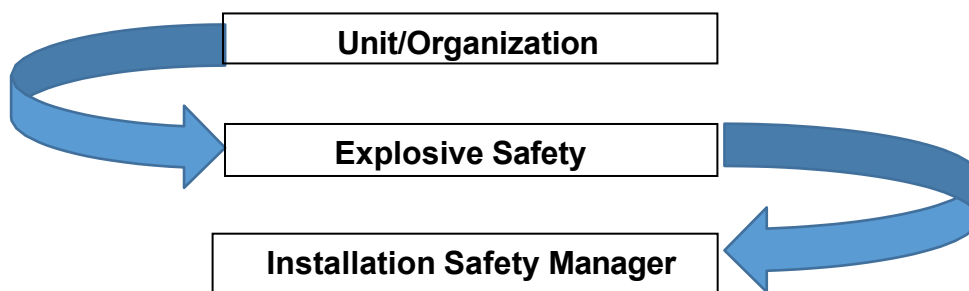 Unit/Organization
Explosive Safety
Installation Safety Manager